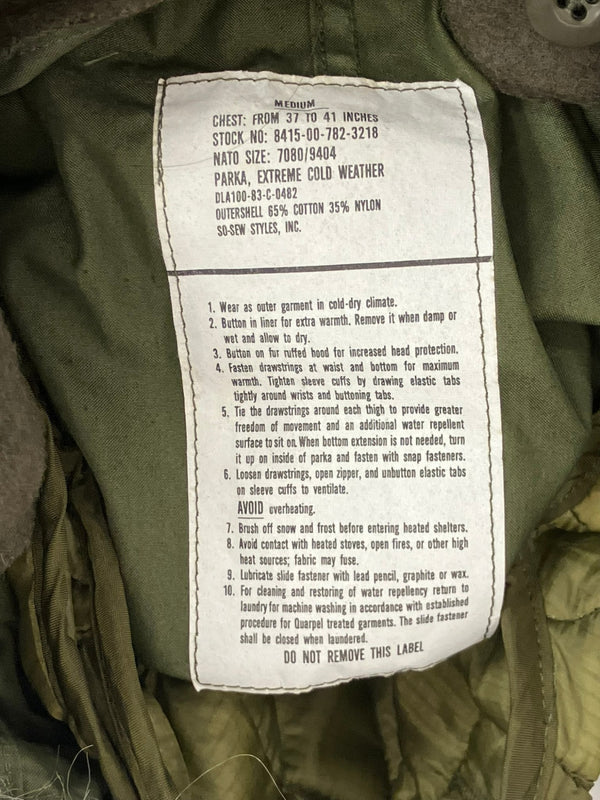 MEDIUM
CHEST: FROM 37 TO 41 INCHES
STOCK NO: 8415-00-782-3218
NATO SIZE: 7080/9404
PARKA, EXTREME COLD WEATHER
DLA100-83-C-0482
OUTERSHELL 65% COTTON 35% NYLON
SO-SEW STYLES, INC.
1. Wear as outer garment in cold-dry climate.
2. Button in liner for extra warmth. Remove it when damp or
wet and allow to dry.
3. Button on fur ruffed hood for increased head protection.
4. Fasten drawstrings at waist and bottom for maximum
warmth. Tighten sleeve cuffs by drawing elastic tabs
tightly around wrists and buttoning tabs.
5. Tie the drawstrings around each thigh to provide greater
freedom of movement and an additional water repellent
surface to sit on. When bottom extension is not needed, turn
it up on inside of parka and fasten with snap fasteners.
6. Loosen drawstrings, open zipper, and unbutton elastic tabs
on sleeve cuffs to ventilate.
AVOID overheating.
7. Brush off snow and frost before entering heated shelters.
8. Avoid contact with heated stoves, open fires, or other high
heat sources; fabric may fuse.
9. Lubricate slide fastener with lead pencil, graphite or wax.
10. For cleaning and restoring of water repellency return to
laundry for machine washing in accordance with established
procedure for Quarpel treated garments. The slide fastener
shall be closed when laundered.
DO NOT REMOVE THIS LABEL